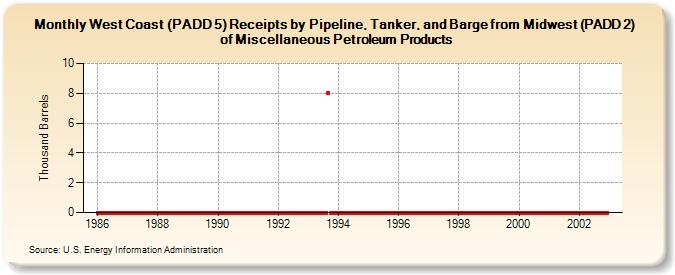 Monthly West Coast (PADD 5) Receipts by Pipeline, Tanker, and Barge from Midwest (PADD 2)
of Miscellaneous Petroleum Products
Thousand Barrels
10
8
6
4
2
0
1986 1988 1990 1992 1994 1996 1998 2000 2002
Source: U.S. Energy Information Administration